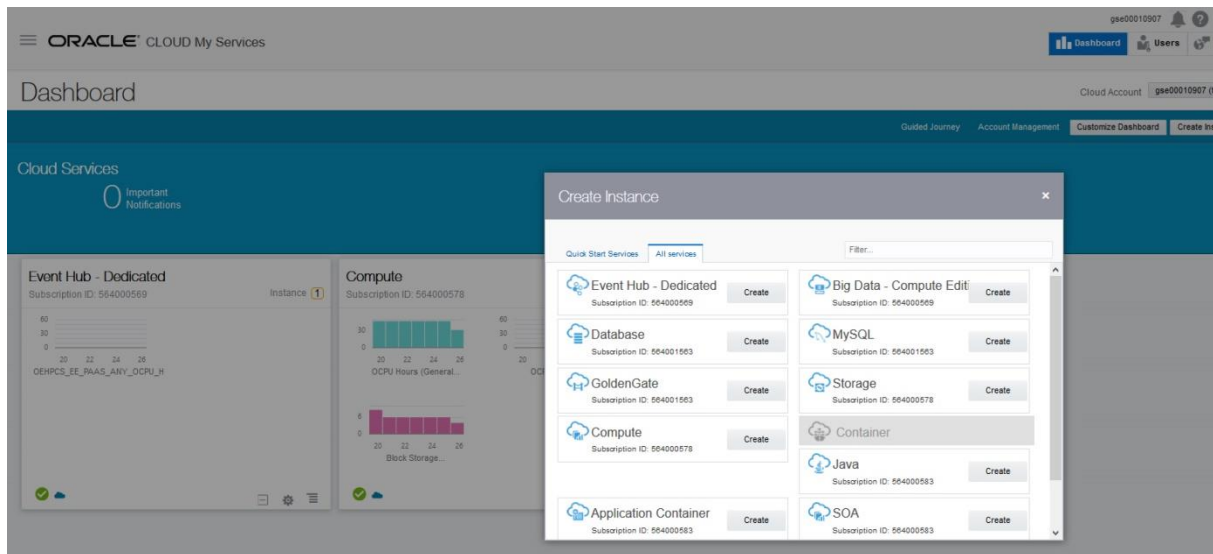 gse00010907
ORACLE CLOUD My Services
Dashboard Users
Dashboard
Cloud Account gse00010907
Guided Journey Account Management Customize Dashboard Create
Cloud Services
0 Important
Notifications
Create Instance ×
Quick Start Services All services Filter...
Event Hub - Dedicated
Subscription ID: 564000569 Instance 1
60
30
0
20 22 24 26
OEHPCS_EE_PAAS_ANY_OCPU_H
Compute
Subscription ID: 564000578
30
0
20 22 24 26
OCPU Hours (General...
60
30
0
20
6
0
20 22 24 26
Block Storage...
Event Hub - Dedicated Create
Subscription ID: 564000569
Big Data - Compute Editi Create
Subscription ID: 564000569
Database Create
Subscription ID: 564001563
MySQL Create
Subscription ID: 564001563
GoldenGate Create
Subscription ID: 564001563
Storage Create
Subscription ID: 564000578
Compute Create
Subscription ID: 564000578
Container
Java Create
Subscription ID: 564000583
Application Container Create
Subscription ID: 564000583
SOA Create
Subscription ID: 564000583